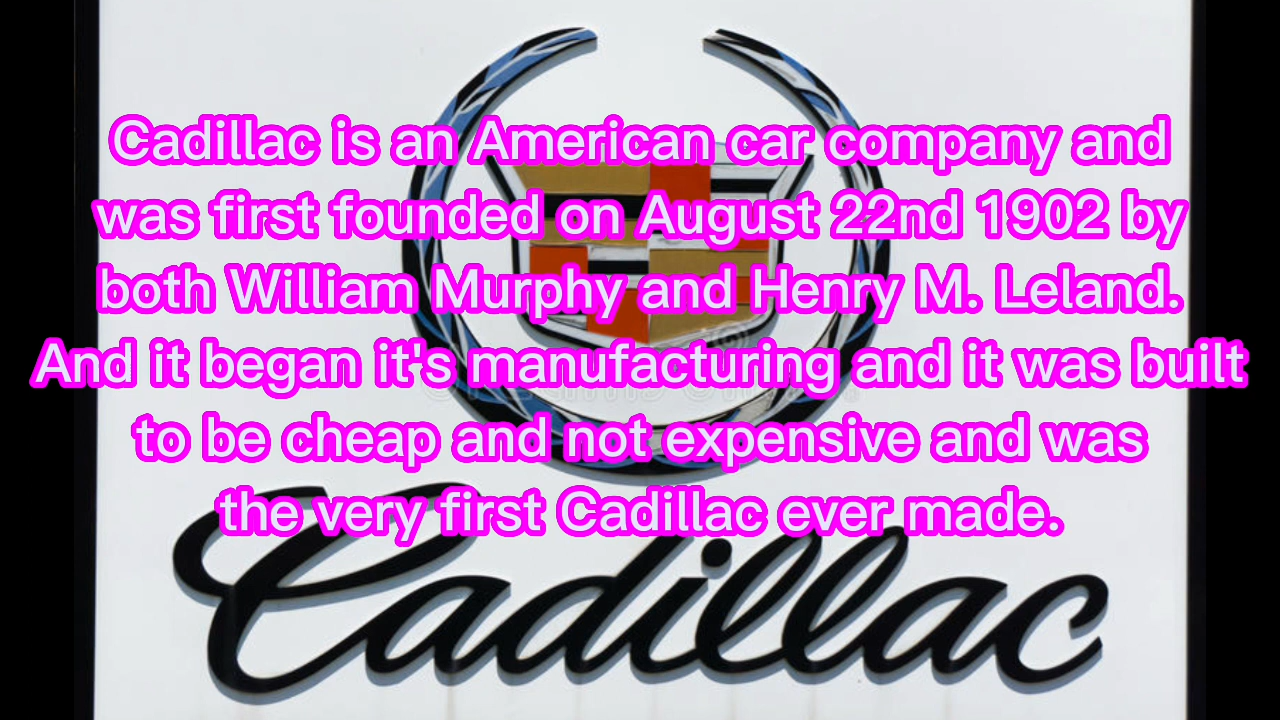 Cadillac is an American car company and
was first founded on August 22nd 1902 by
both William Murphy and Henry M. Leland.
And it began it's manufacturing and it was built
to be cheap and not expensive and was
the very first Cadillac ever made.
Cadillac